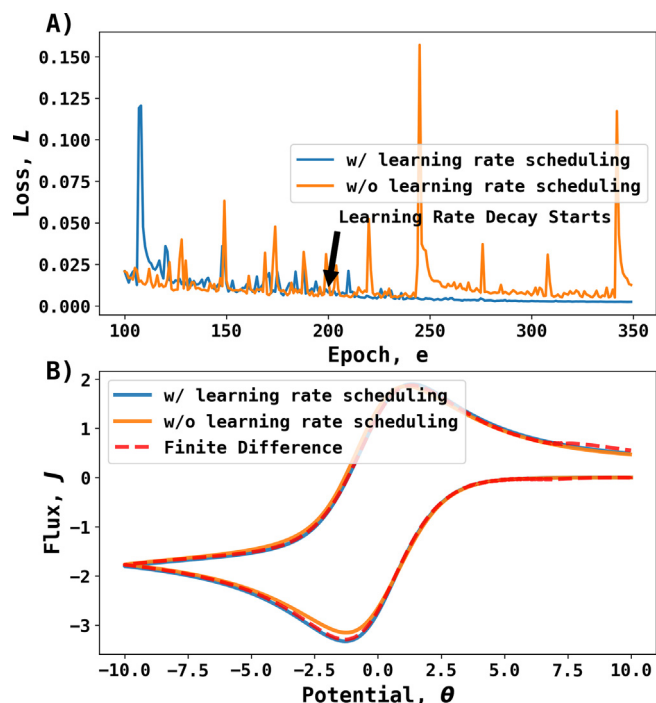 A)
0.150
0.125
0.100
0.075
0.050
0.025
0.000
Loss, L
w/ learning rate scheduling
w/o learning rate scheduling
Learning Rate Decay Starts
100 150 200 250 300 350
Epoch, e
B)
2
1
0
−1
−2
−3
Flux, J
w/ learning rate scheduling
w/o learning rate scheduling
Finite Difference
−10.0 −7.5 −5.0 −2.5 0.0 2.5 5.0 7.5 10.0
Potential, θ